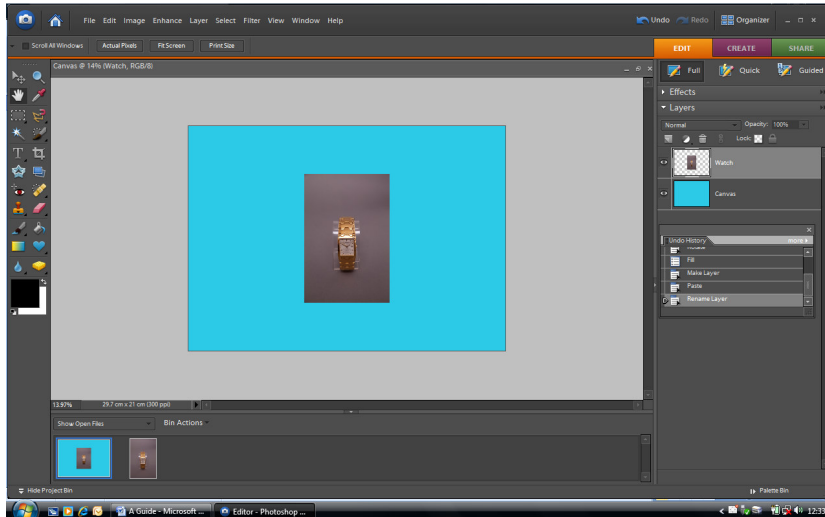 File Edit Image Enhance Layer Select Filter View Window Help
Undo Redo Organizer
Scroll All Windows Actual Pixels Fit Screen Print Size
EDIT CREATE SHARE
Canvas @ 14% (Watch, RGB/8)
Full Quick Guided
Effects
Layers
Normal Opacity: 100%
Lock:
Watch
Canvas
Undo History more
Fill
Make Layer
Paste
Rename Layer
13.97% 29.7 cm x 21 cm (300 ppi)
Show Open Files Bin Actions
Hide Project Bin Palette Bin
A Guide - Microsoft ... Editor - Photoshop ... 12:33